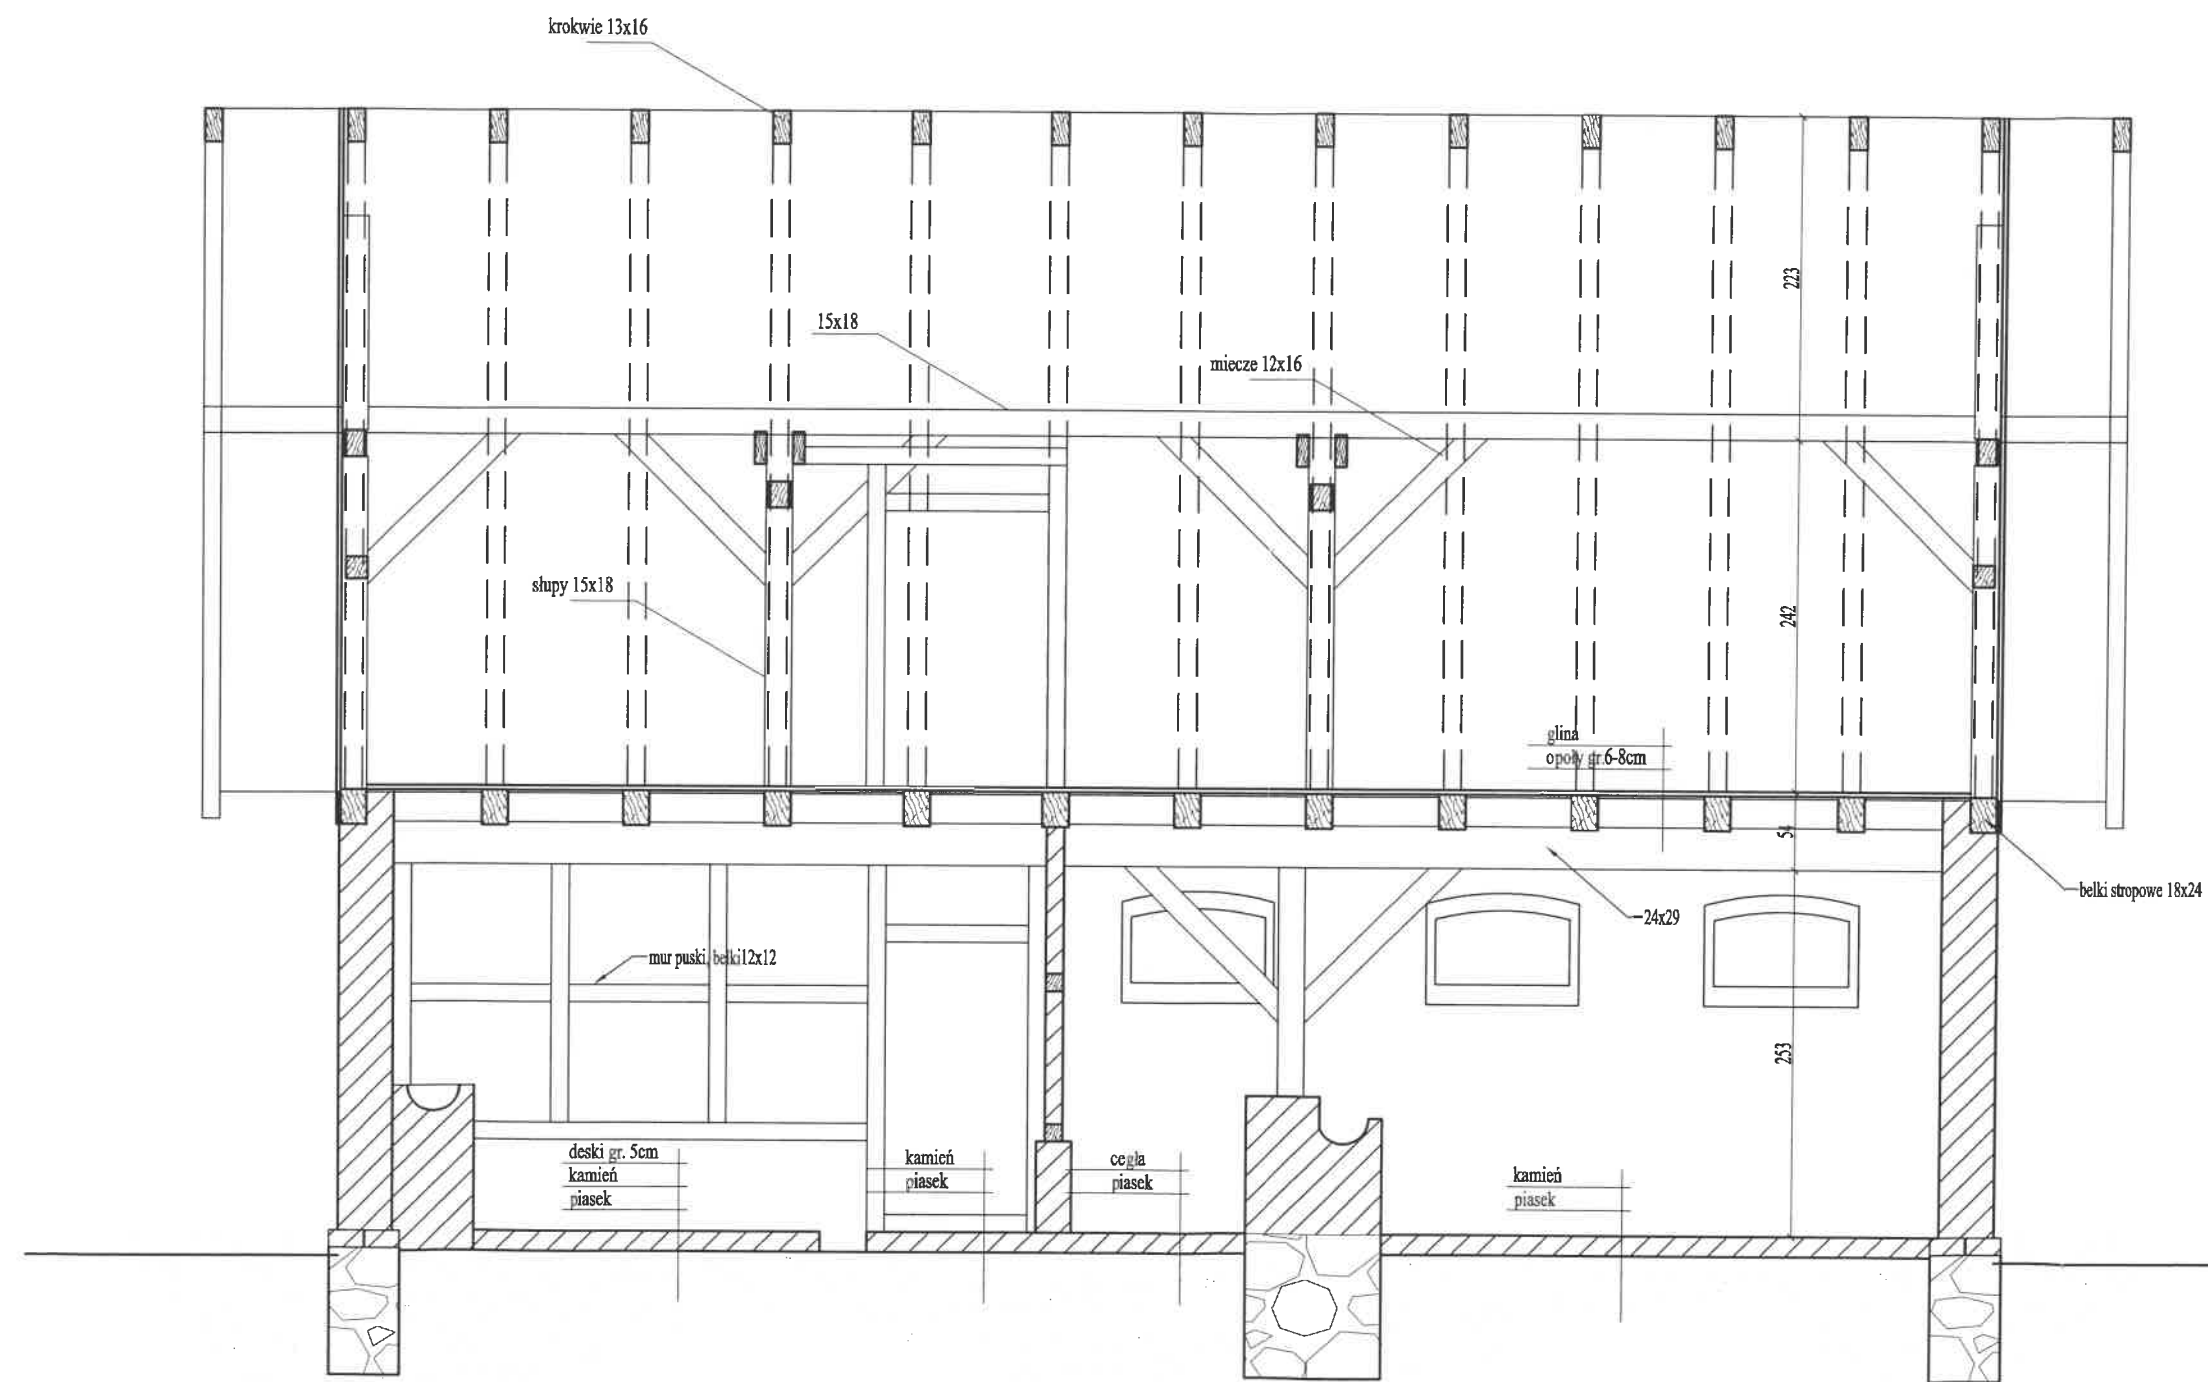 krokwie 13x16
15x18
miecze 12x16
223
słupy 15x18
242
glina
opoły gr.6-8cm
54
belki stropowe 18x24
24x29
mur puski, belki12x12
253
deski gr. 5cm
kamień
piasek
kamień
piasek
cegła
piasek
kamień
piasek